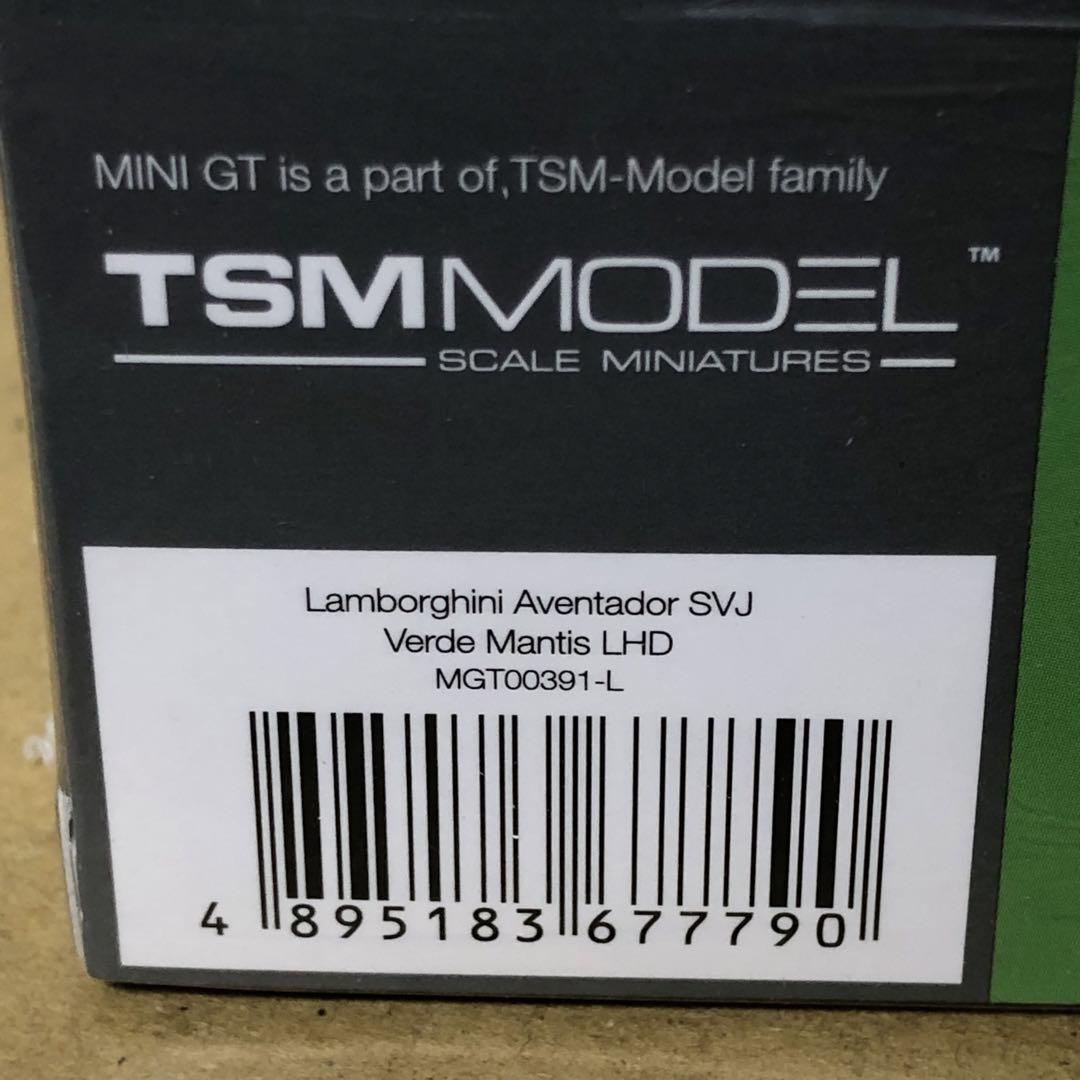 MINI GT is a part of,TSM-Model family
TSMMODEL™
SCALE MINIATURES
Lamborghini Aventador SVJ
Verde Mantis LHD
MGT00391-L
4 895183 677790